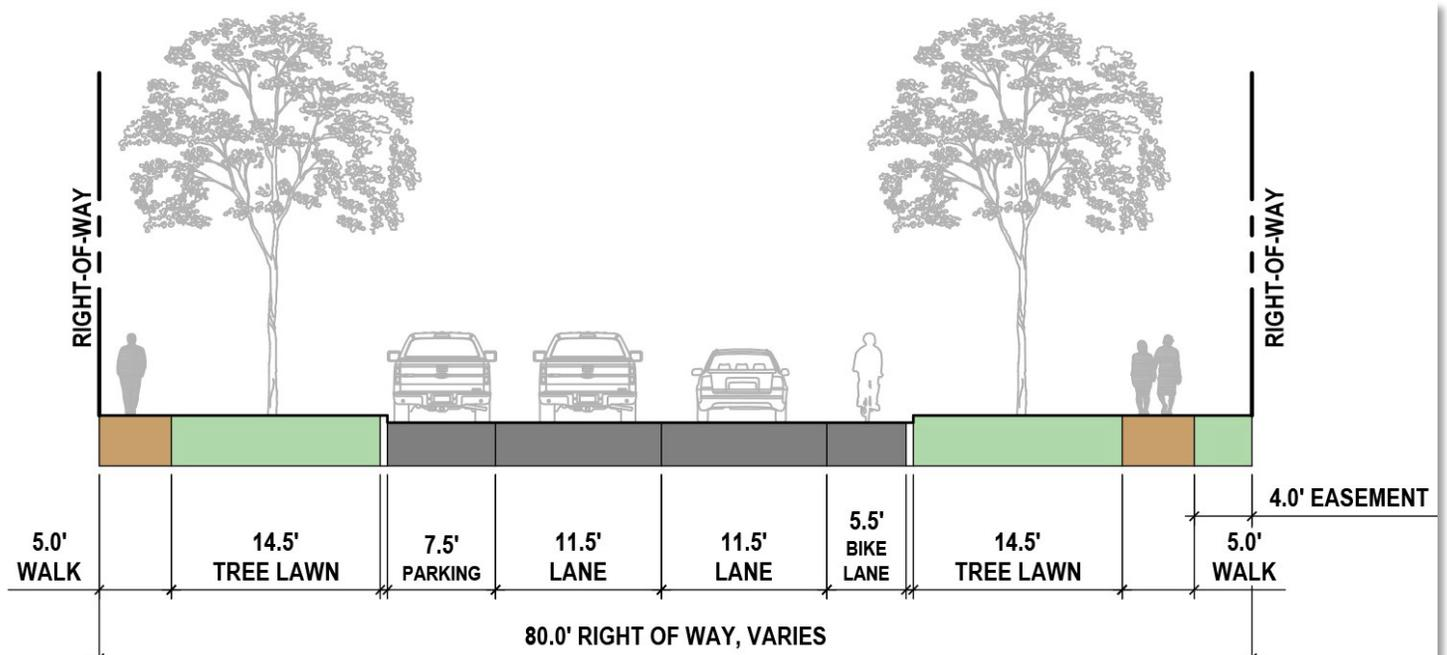 RIGHT-OF-WAY
RIGHT-OF-WAY
4.0' EASEMENT
5.0'
WALK
14.5'
TREE LAWN
7.5'
PARKING
11.5'
LANE
11.5'
LANE
5.5'
BIKE
LANE
14.5'
TREE LAWN
5.0'
WALK
80.0' RIGHT OF WAY, VARIES